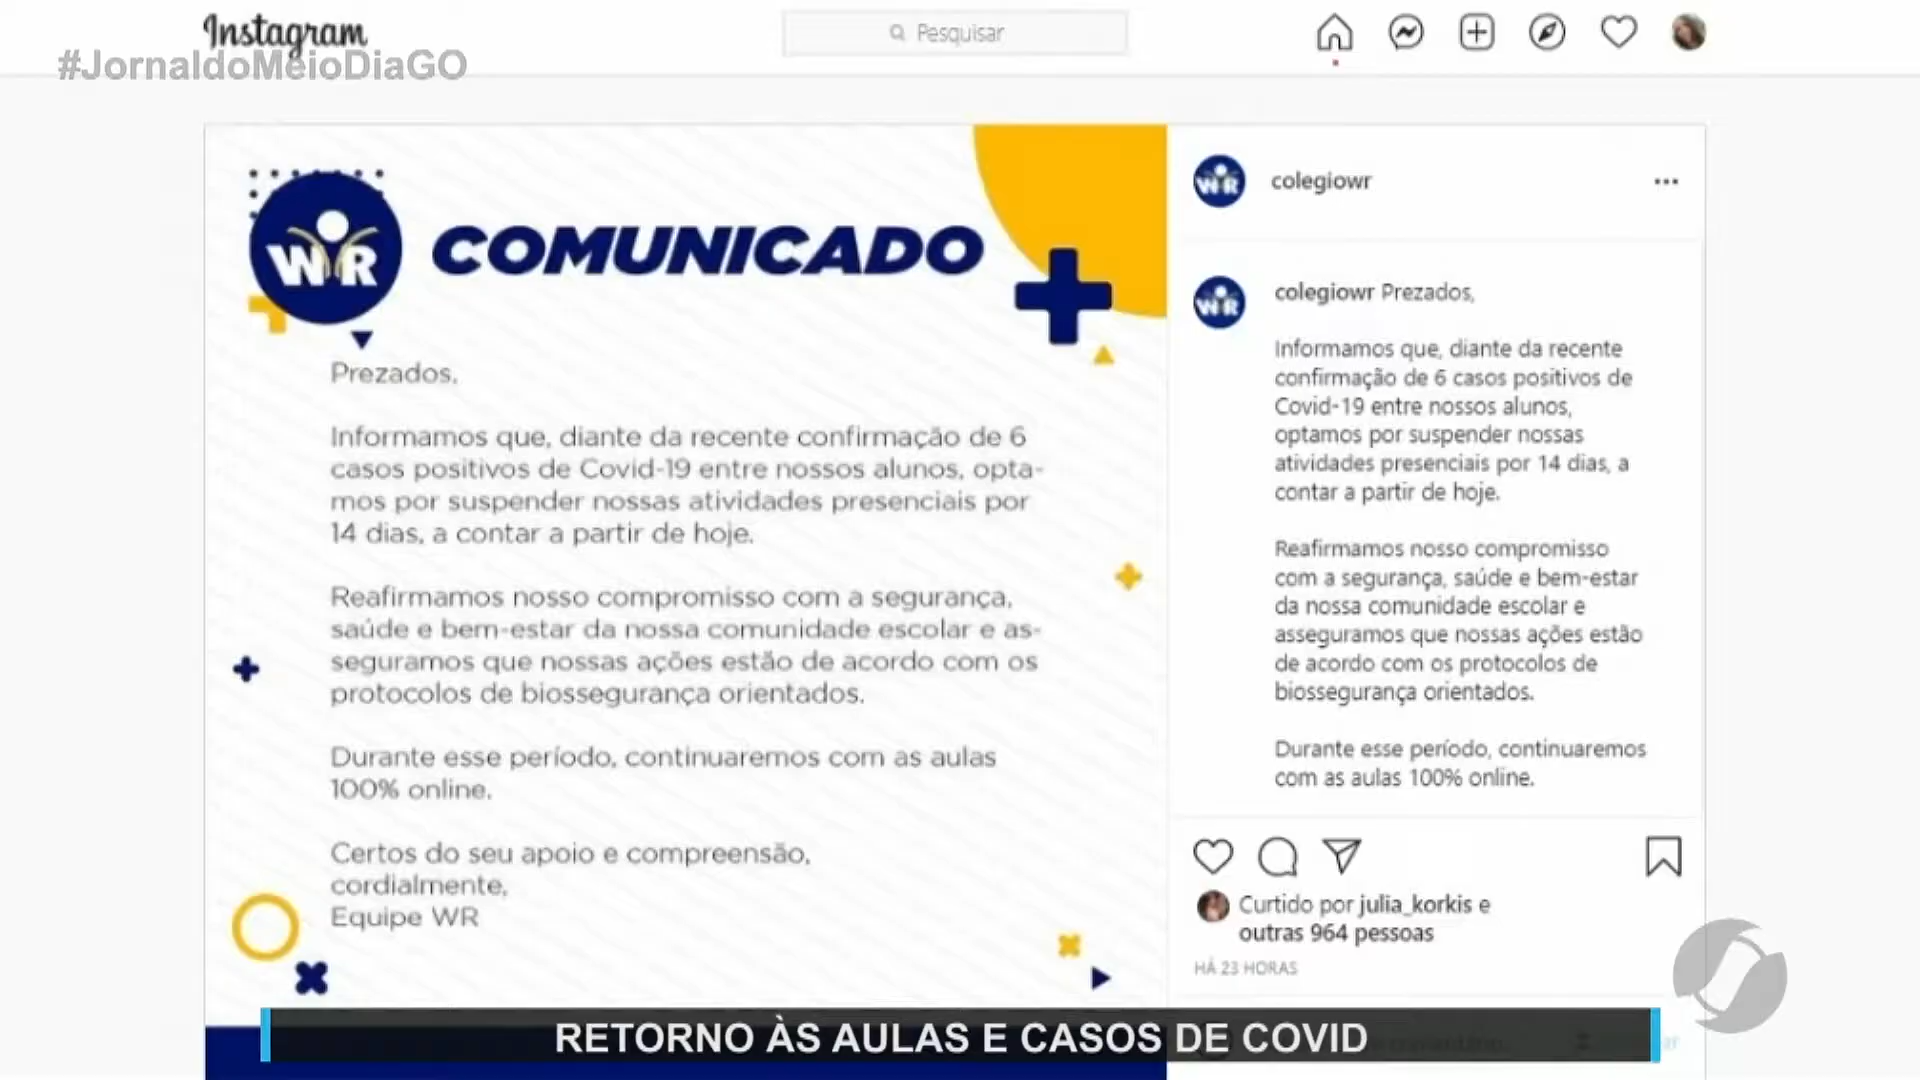 Instagram
Pesquisar
#JornaldoMeioDiaGO
WR
COMUNICADO
Prezados,
Informamos que, diante da recente confirmação de 6
casos positivos de Covid-19 entre nossos alunos, opta-
mos por suspender nossas atividades presenciais por
14 dias, a contar a partir de hoje.
Reafirmamos nosso compromisso com a segurança,
saúde e bem-estar da nossa comunidade escolar e as-
seguramos que nossas ações estão de acordo com os
protocolos de biossegurança orientados.
Durante esse período, continuaremos com as aulas
100% online.
Certos do seu apoio e compreensão,
cordialmente,
Equipe WR
WR
colegiowr
WR
colegiowr Prezados,
Informamos que, diante da recente
confirmação de 6 casos positivos de
Covid-19 entre nossos alunos,
optamos por suspender nossas
atividades presenciais por 14 dias, a
contar a partir de hoje.
Reafirmamos nosso compromisso
com a segurança, saúde e bem-estar
da nossa comunidade escolar e
asseguramos que nossas ações estão
de acordo com os protocolos de
biossegurança orientados.
Durante esse período, continuaremos
com as aulas 100% online.
Curtido por julia_korkis e
outras 964 pessoas
HÁ 23 HORAS
RETORNO ÀS AULAS E CASOS DE COVID